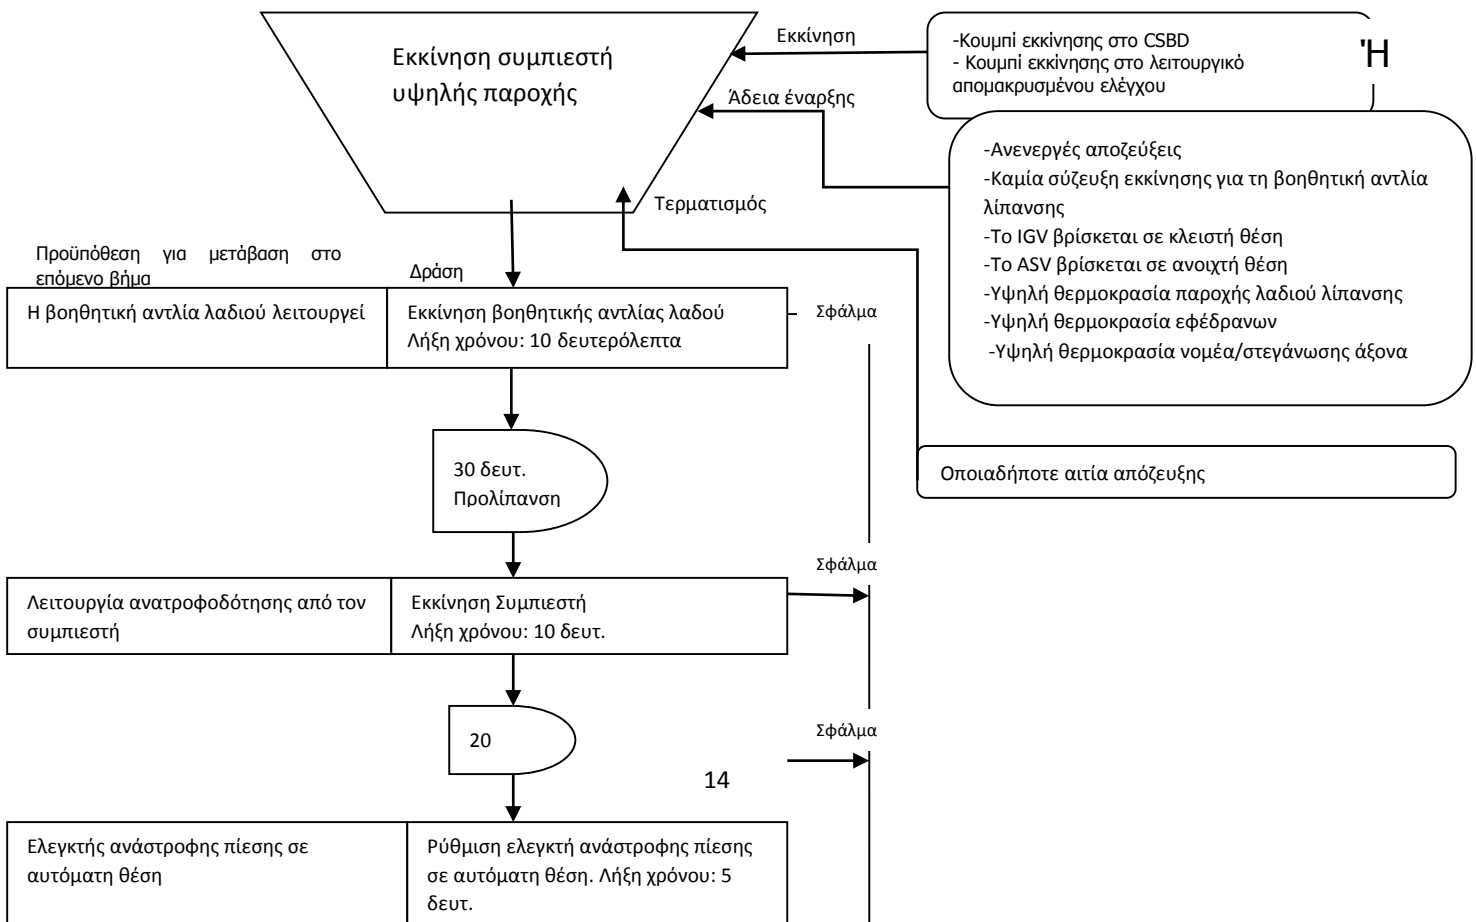 Εκκίνηση συμπιεστή
υψηλής παροχής
Εκκίνηση
-Κουμπί εκκίνησης στο CSBD
- Κουμπί εκκίνησης στο λειτουργικό
απομακρυσμένου ελέγχου
Ή
Άδεια έναρξης
-Ανενεργές αποζεύξεις
-Καμία σύζευξη εκκίνησης για τη βοηθητική αντλία
λίπανσης
-Το IGV βρίσκεται σε κλειστή θέση
-Το ASV βρίσκεται σε ανοιχτή θέση
-Υψηλή θερμοκρασία παροχής λαδιού λίπανσης
-Υψηλή θερμοκρασία εφέδρανων
-Υψηλή θερμοκρασία νομέα/στεγάνωσης άξονα
Τερματισμός
Οποιαδήποτε αιτία απόζευξης
Προϋπόθεση για μετάβαση στο
επόμενο βήμα
Δράση
Η βοηθητική αντλία λαδιού λειτουργεί
Εκκίνηση βοηθητικής αντλίας λαδού
Λήξη χρόνου: 10 δευτερόλεπτα
Σφάλμα
30 δευτ.
Προλίπανση
Σφάλμα
Λειτουργία ανατροφοδότησης από τον
συμπιεστή
Εκκίνηση Συμπιεστή
Λήξη χρόνου: 10 δευτ.
Σφάλμα
20
14
Ελεγκτής ανάστροφης πίεσης σε
αυτόματη θέση
Ρύθμιση ελεγκτή ανάστροφης πίεσης
σε αυτόματη θέση. Λήξη χρόνου: 5
δευτ.